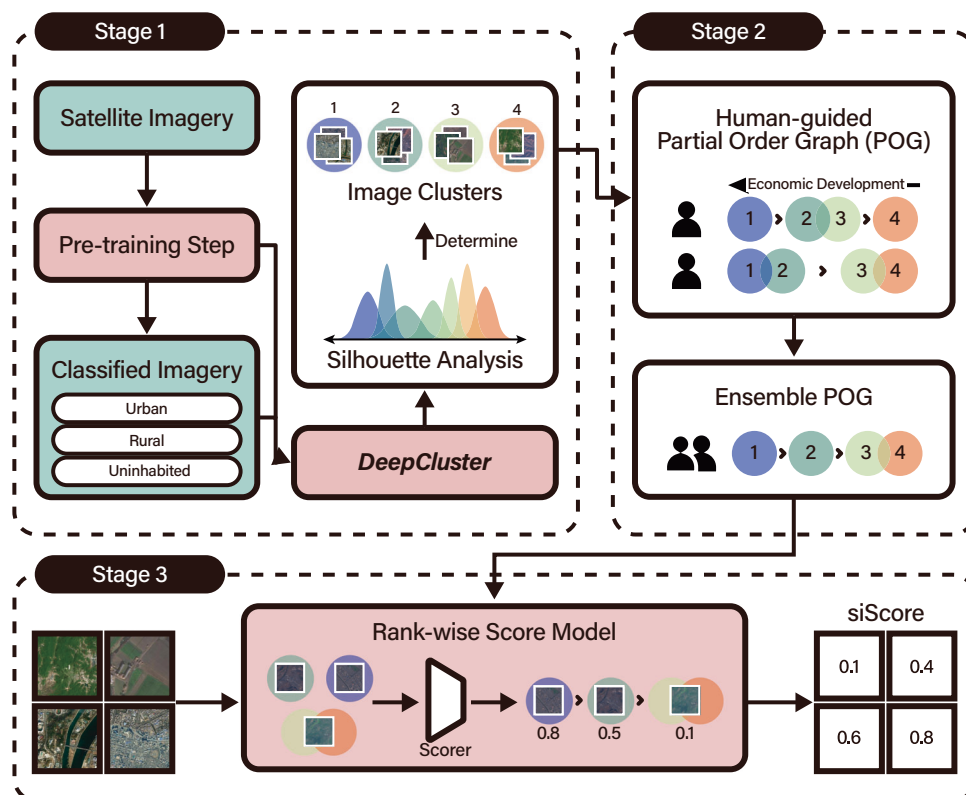 Stage 1
Satellite Imagery
Pre-training Step
Classified Imagery
Urban
Rural
Uninhabited
1 2 3 4
Image Clusters
Determine
Silhouette Analysis
DeepCluster
Stage 2
Human-guided
Partial Order Graph (POG)
Economic Development
1 > 2 3 > 4
1 2 > 3 4
Ensemble POG
1 > 2 > 3 4
Stage 3
Rank-wise Score Model
Scorer
> >
0.8 0.5 0.1
siScore
0.1 0.4
0.6 0.8